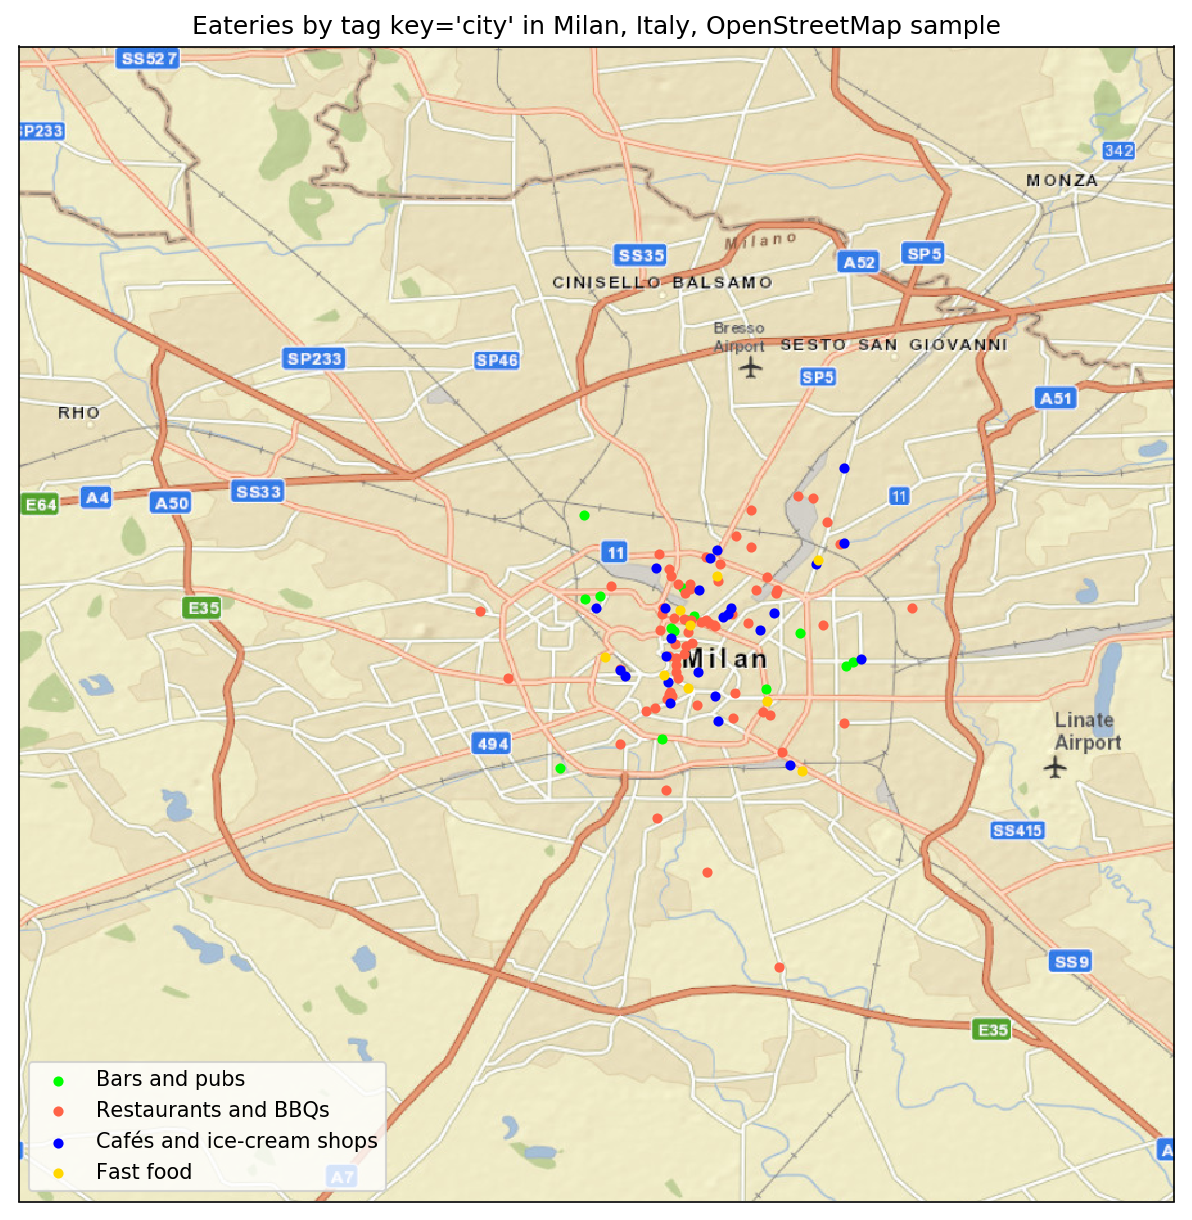 Eateries by tag key='city' in Milan, Italy, OpenStreetMap sample
SS527
SP233
342
MONZA
Milano
SS35
A52
SP5
CINISELLO BALSAMO
Bresso
Airport
SESTO SAN GIOVANNI
SP233
SP46
SP5
A51
RHO
E64
A4
A50
SS33
11
11
E35
Milan
Linate
Airport
494
SS415
SS9
E35
Bars and pubs
Restaurants and BBQs
Cafés and ice-cream shops
Fast food
A7
A